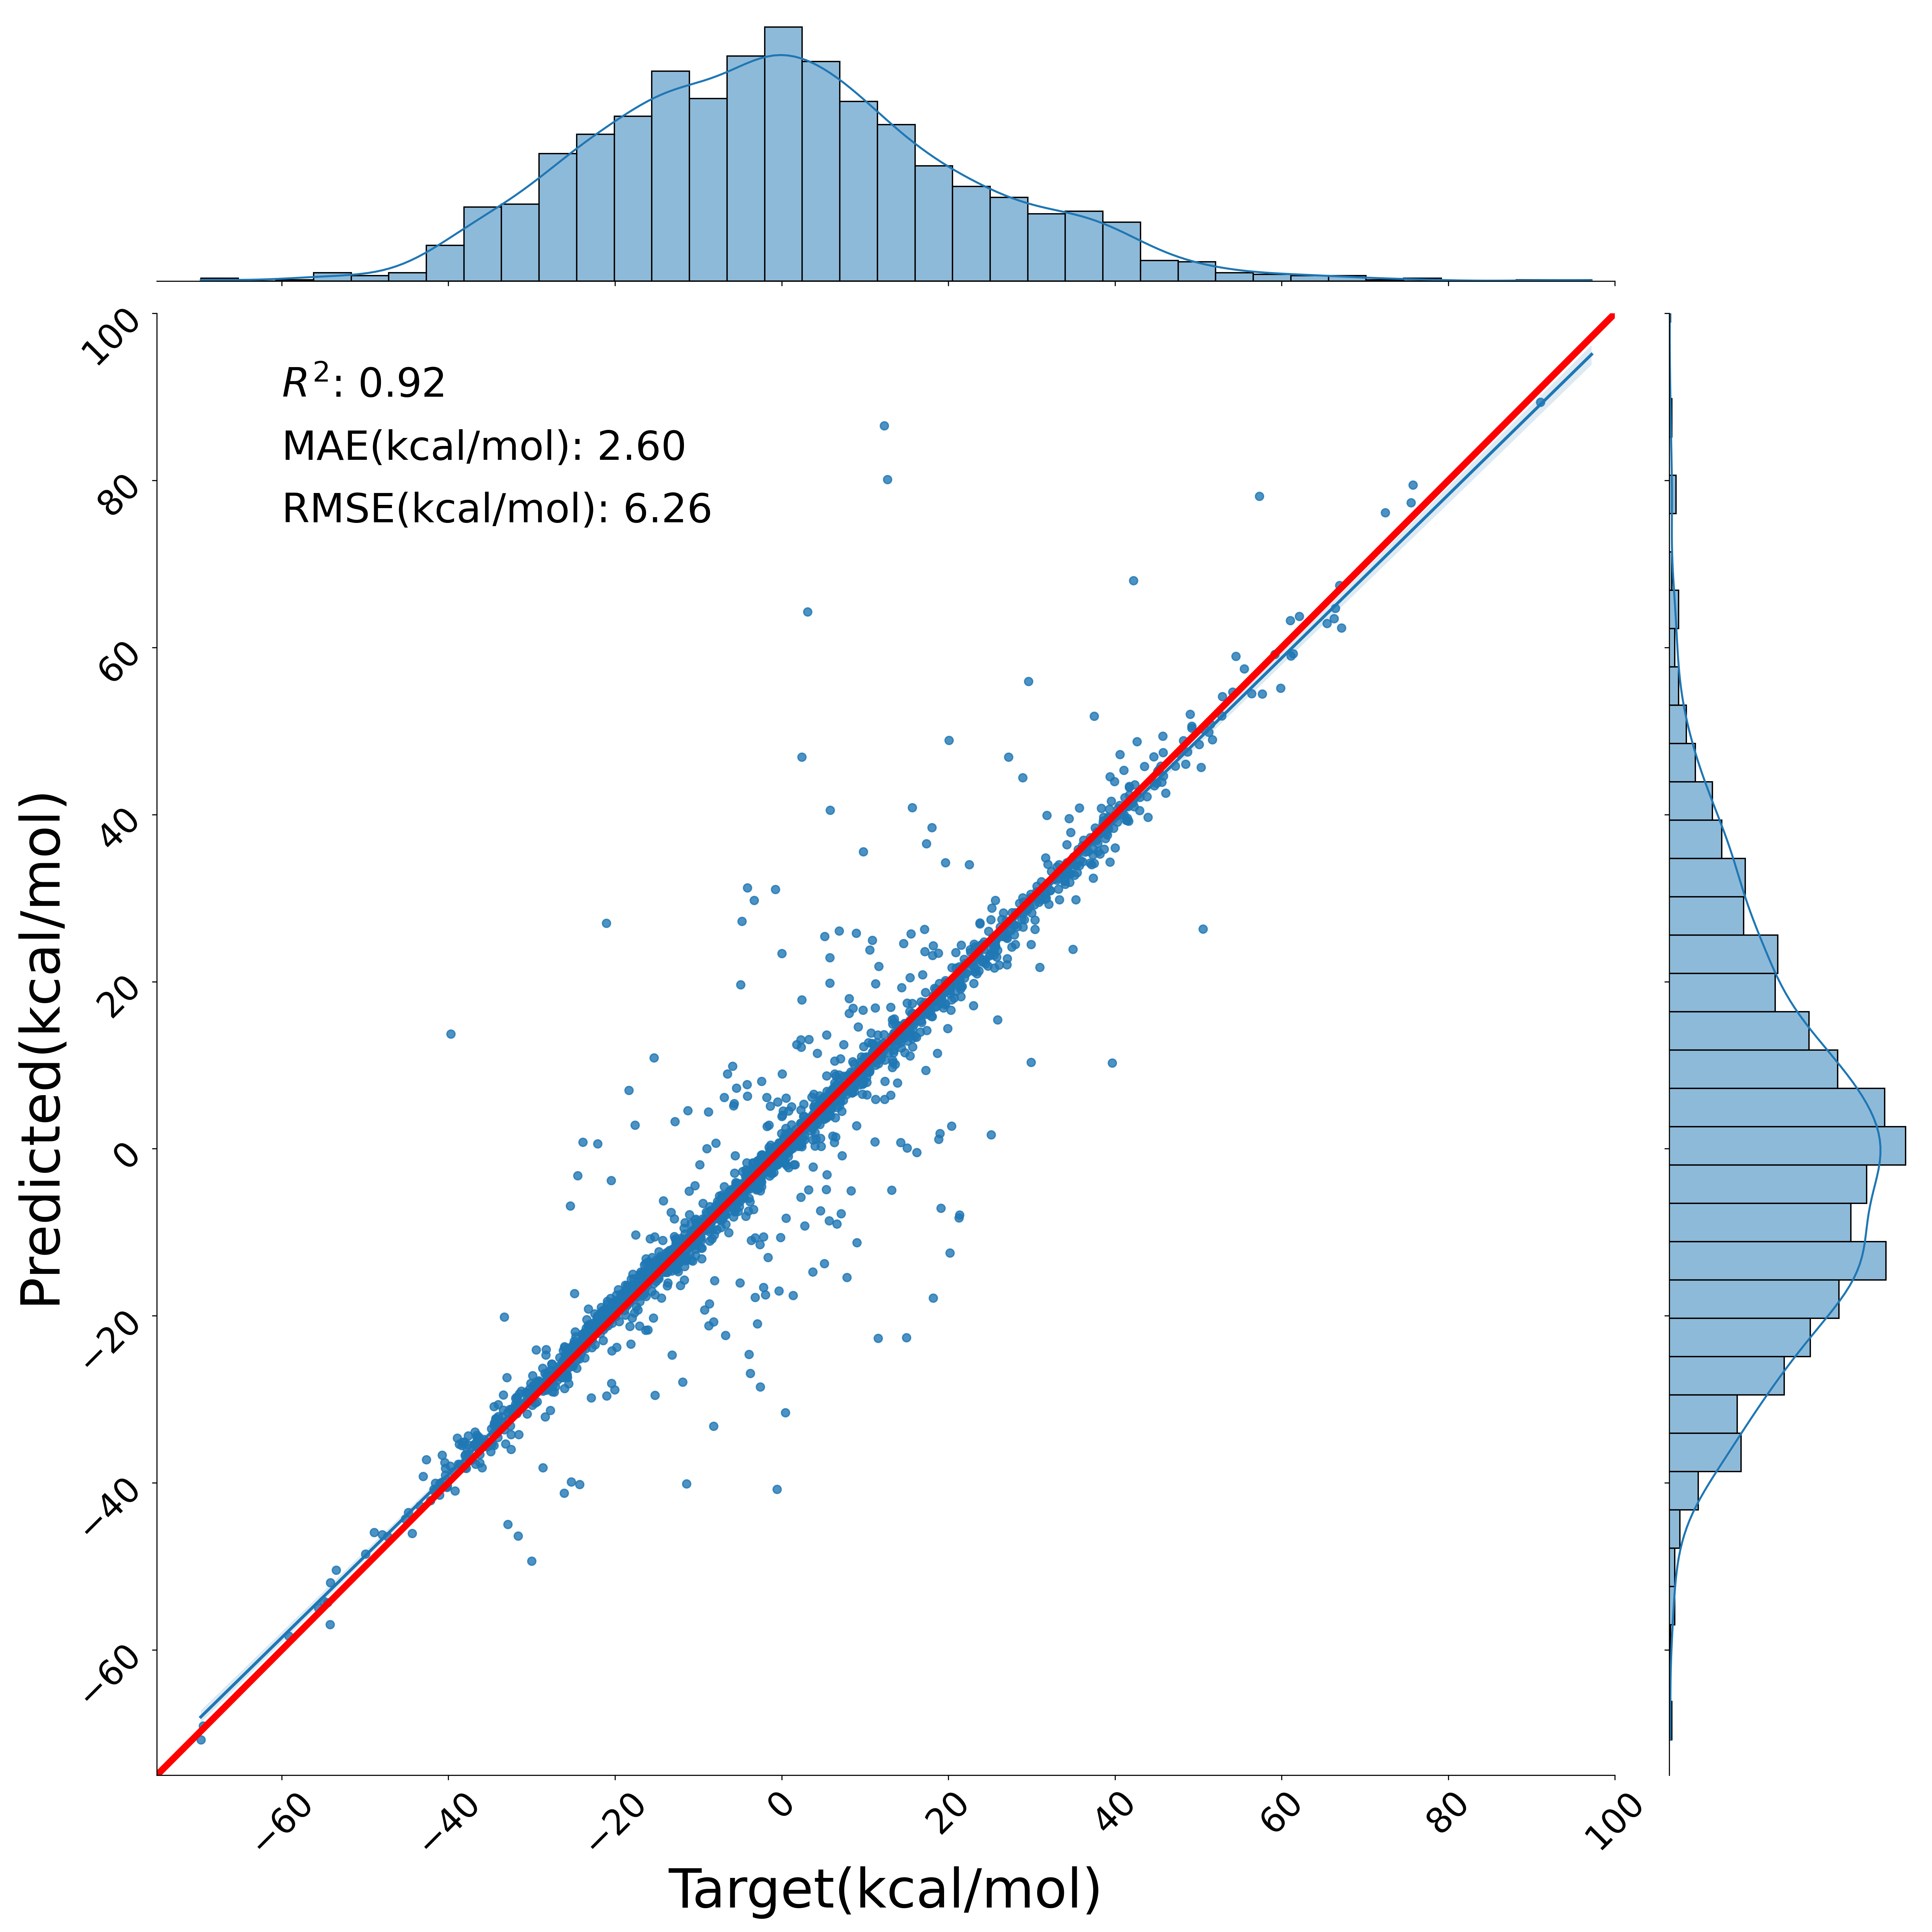 R²: 0.92
MAE(kcal/mol): 2.60
RMSE(kcal/mol): 6.26
Predicted(kcal/mol)
100
80
60
40
20
0
−20
−40
−60
−60 −40 −20 0 20 40 60 80 100
Target(kcal/mol)